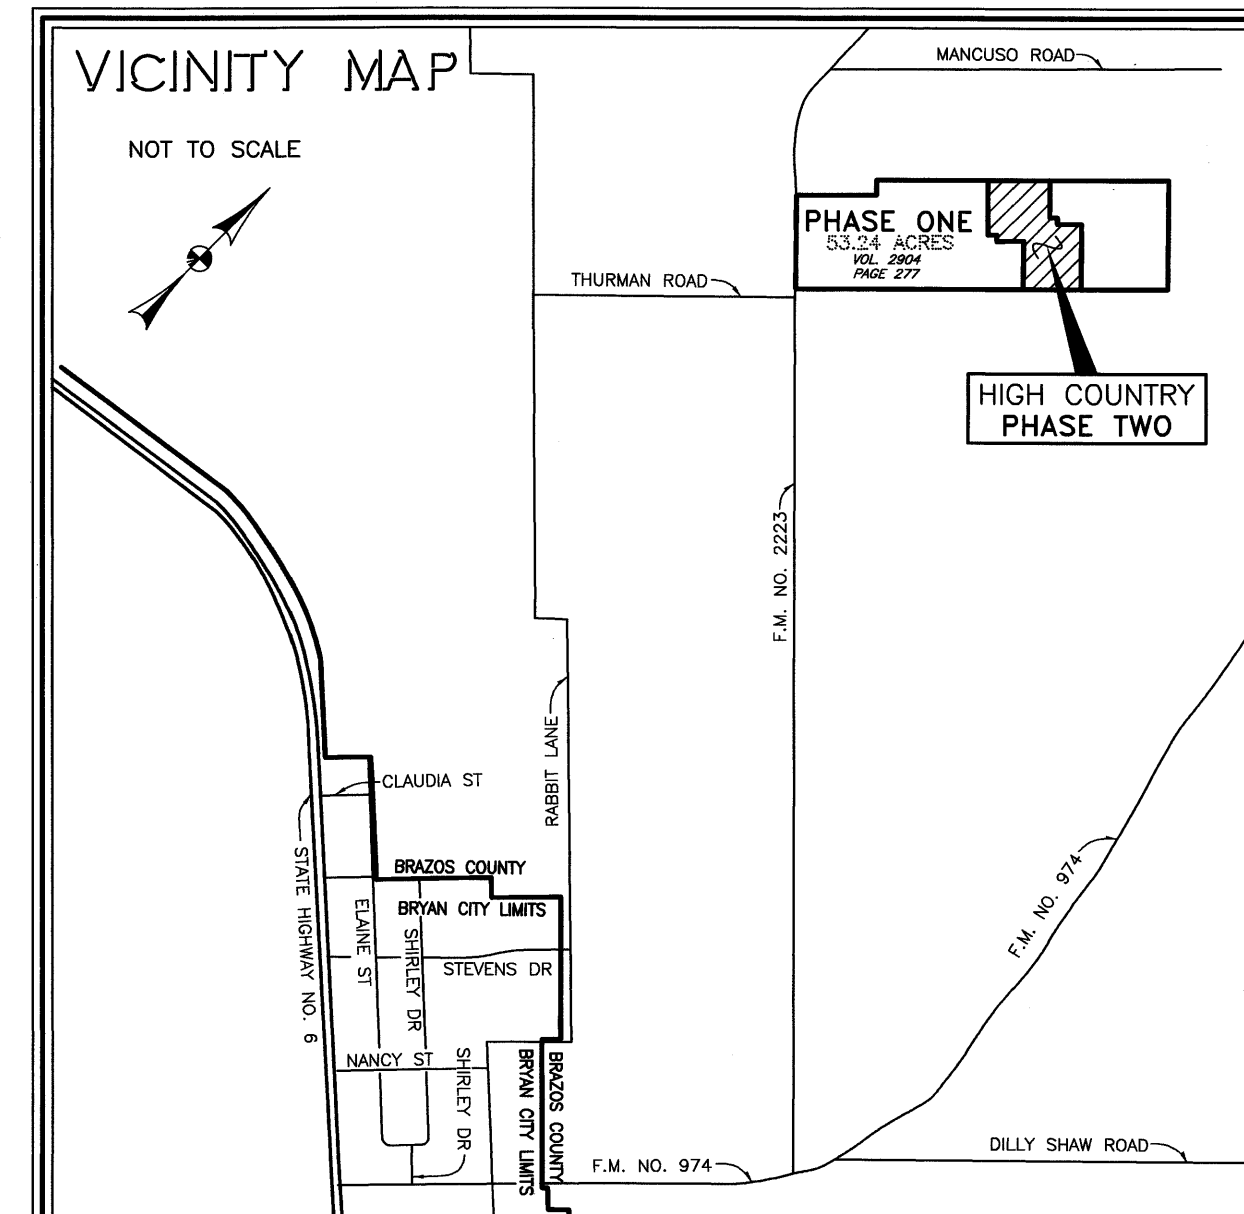 VICINITY MAP
NOT TO SCALE
MANCUSO ROAD
PHASE ONE
53.24 ACRES
VOL. 2904
PAGE 277
THURMAN ROAD
HIGH COUNTRY
PHASE TWO
F.M. NO. 2223
RABBIT LANE
CLAUDIA ST
STATE HIGHWAY NO. 6
BRAZOS COUNTY
BRYAN CITY LIMITS
ELAINE ST
SHIRLEY DR
STEVENS DR
F.M. NO. 974
NANCY ST
SHIRLEY DR
BRYAN CITY LIMITS
BRAZOS COUNTY
F.M. NO. 974
DILLY SHAW ROAD